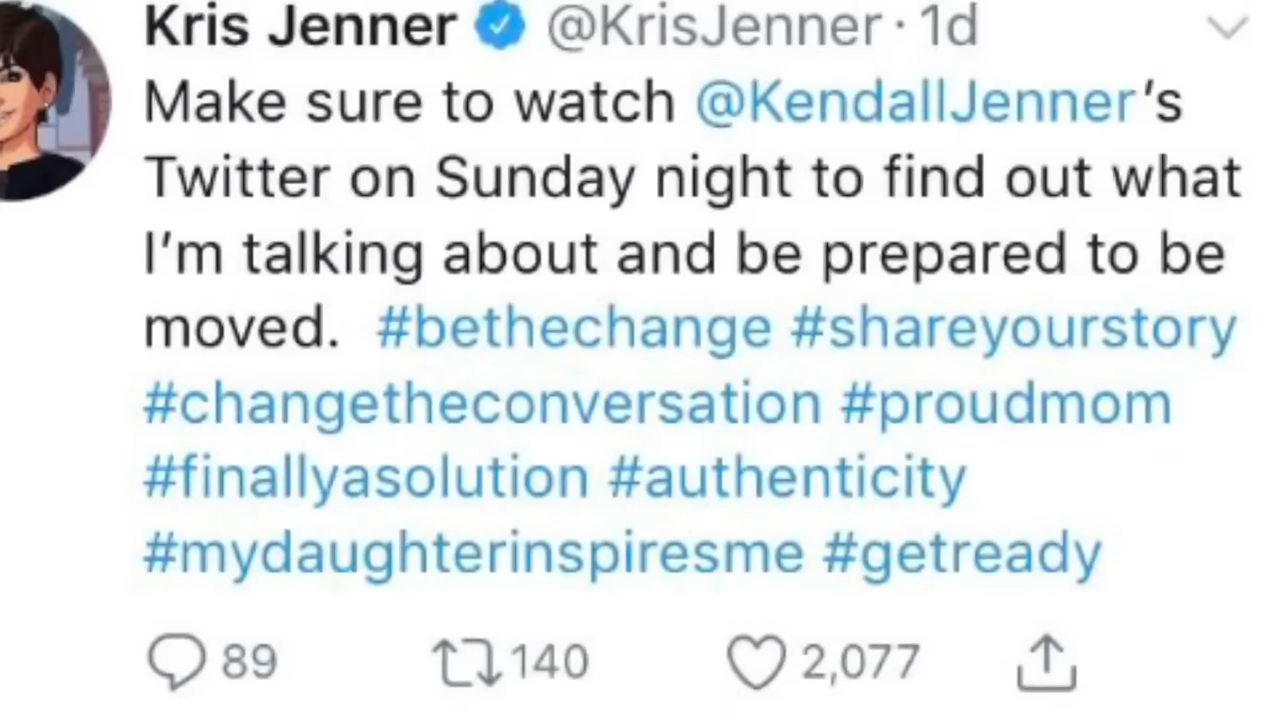 Kris Jenner @KrisJenner · 1d
Make sure to watch @KendallJenner's
Twitter on Sunday night to find out what
I'm talking about and be prepared to be
moved. #bethechange #shareyourstory
#changetheconversation #proudmom
#finallyasolution #authenticity
#mydaughterinspiresme #getready
89 140 2,077